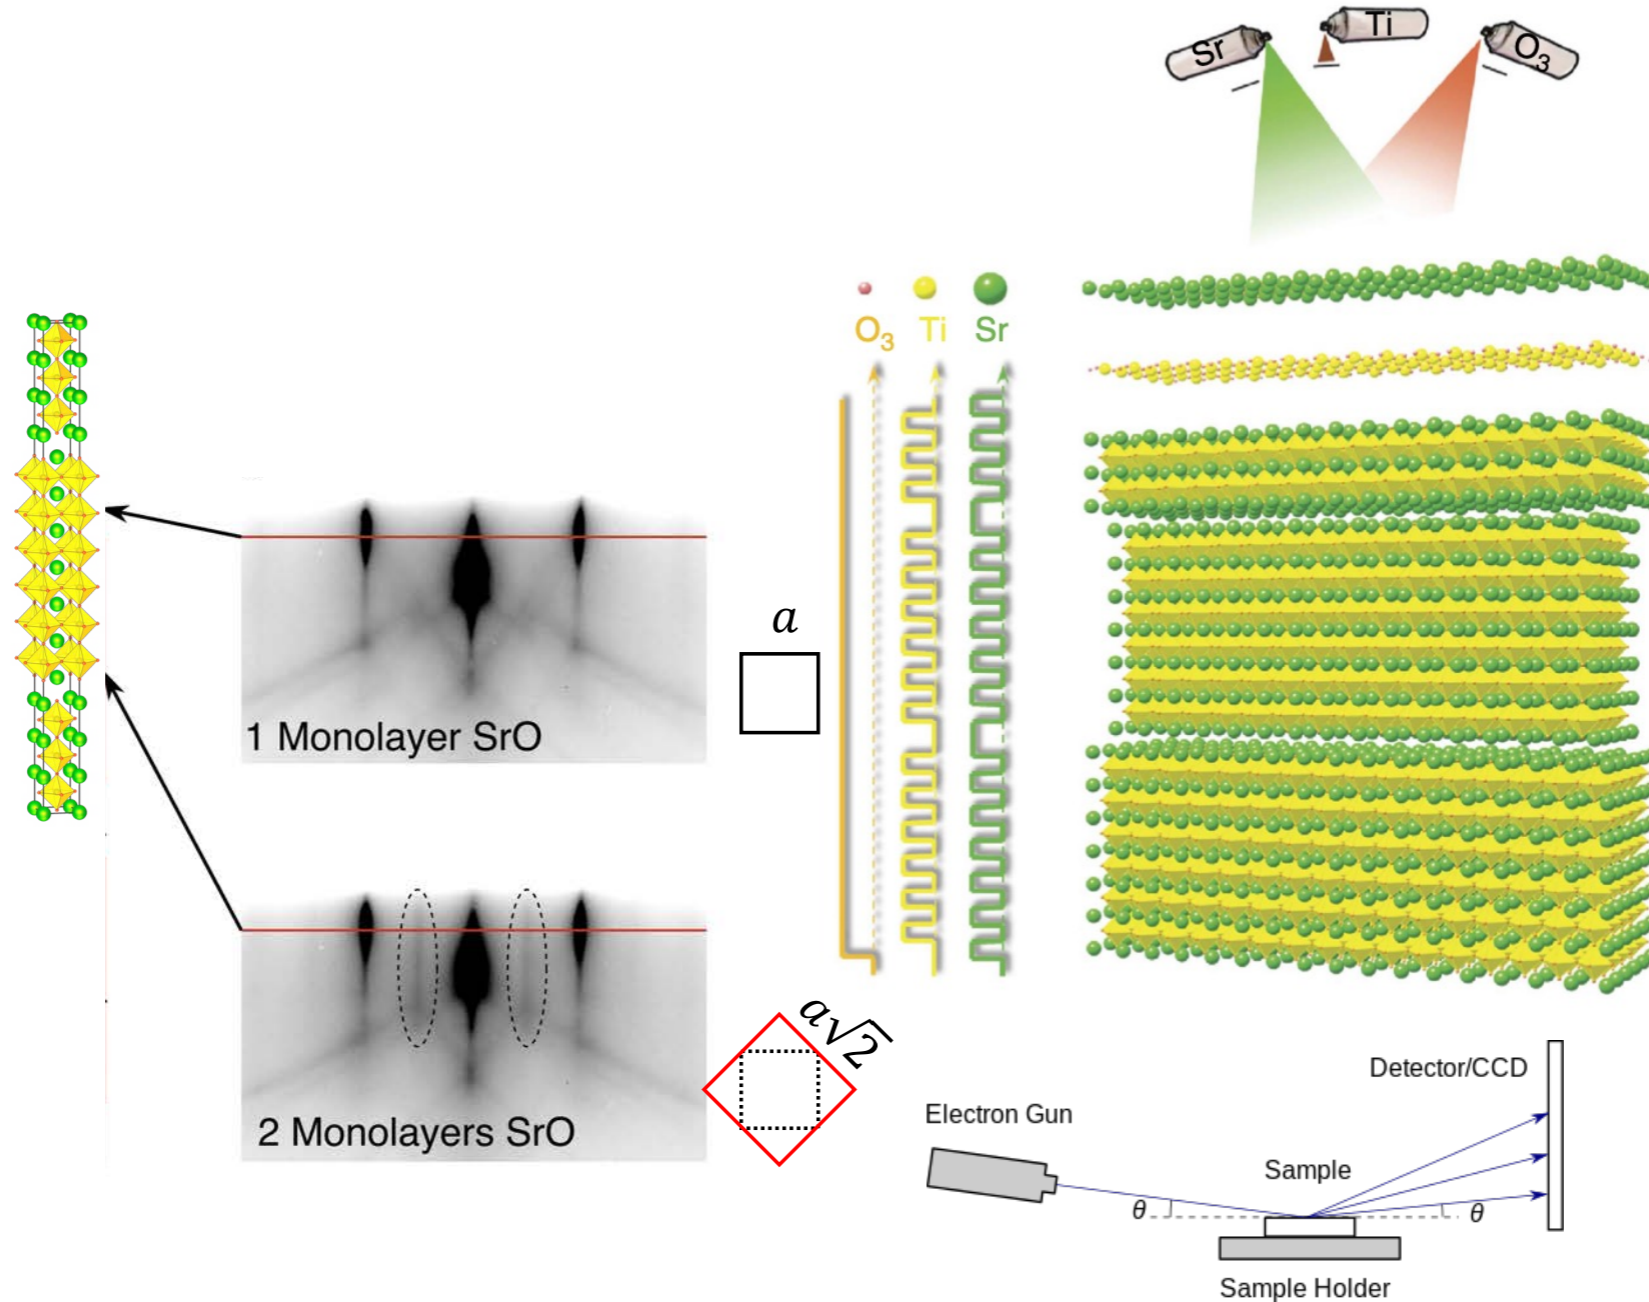 Sr
Ti
O₃
O₃ Ti Sr
a
1 Monolayer SrO
a√2
2 Monolayers SrO
Detector/CCD
Electron Gun
Sample
θ
θ
Sample Holder